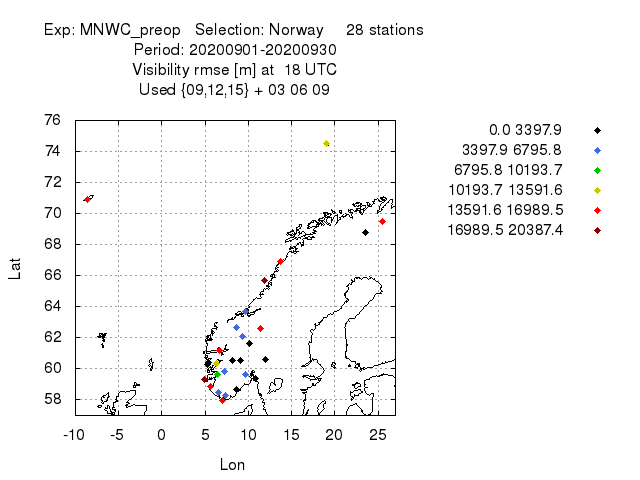 Exp: MNWC_preop Selection: Norway 28 stations
Period: 20200901-20200930
Visibility rmse [m] at 18 UTC
Used {09,12,15} + 03 06 09
76
74
72
70
68
66
64
62
60
58
Lat
-10 -5 0 5 10 15 20 25
Lon
0.0 3397.9
3397.9 6795.8
6795.8 10193.7
10193.7 13591.6
13591.6 16989.5
16989.5 20387.4